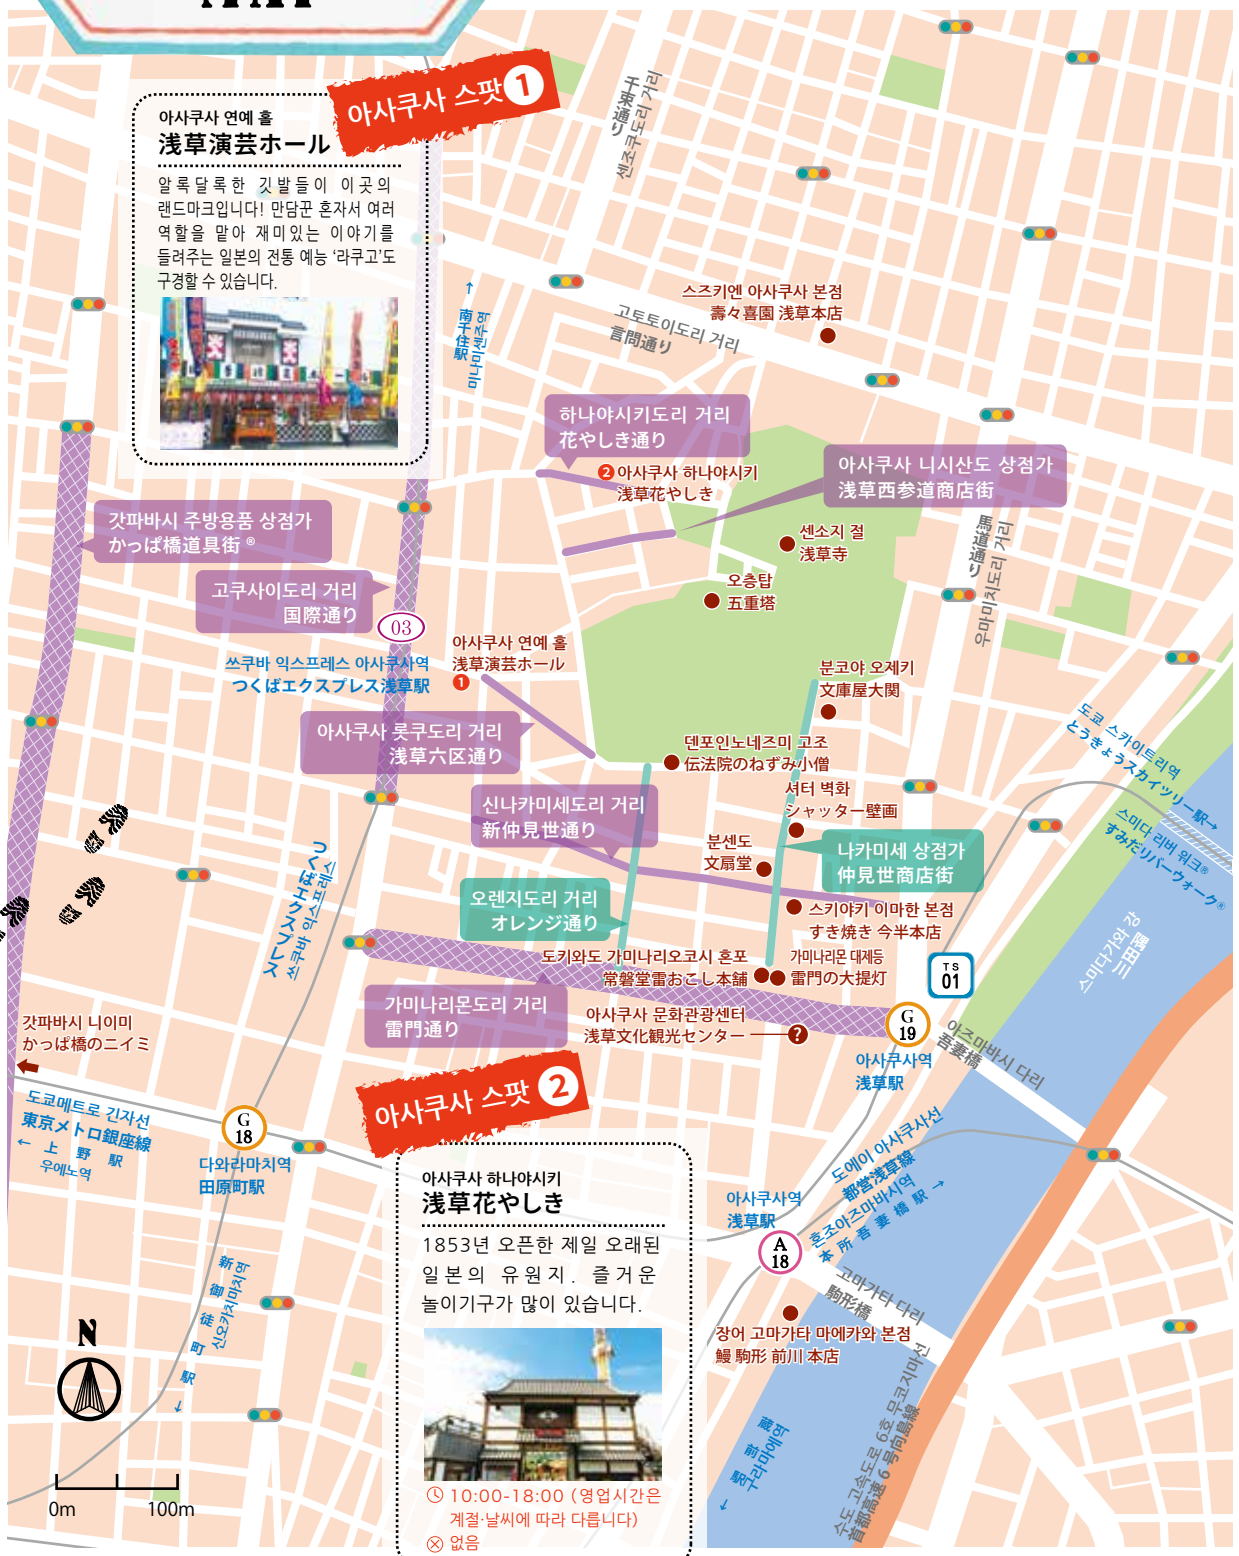 아사쿠사 스팟 1
아사쿠사 연예 홀
浅草演芸ホール
알록달록한 깃발들이 이곳의
랜드마크입니다! 만담꾼 혼자서 여러
역할을 맡아 재미있는 이야기를
들려주는 일본의 전통 예능 ‘라쿠고’도
구경할 수 있습니다.
千束通り
센조쿠도리 거리
← 南千住駅
미나미센주역
고토토이도리 거리
言問通り
스즈키엔 아사쿠사 본점
壽々喜園 浅草本店
하나야시키도리 거리
花やしき通り
2 아사쿠사 하나야시키
浅草花やしき
아사쿠사 니시산도 상점가
浅草西参道商店街
갓파바시 주방용품 상점가
かっぱ橋道具街 ®
센소지 절
浅草寺
馬道通り
우마미치도리 거리
고쿠사이도리 거리
国際通り
오층탑
五重塔
03
쓰쿠바 익스프레스 아사쿠사역
つくばエクスプレス浅草駅
아사쿠사 연예 홀
浅草演芸ホール
1
분코야 오제키
文庫屋大関
아사쿠사 롯쿠도리 거리
浅草六区通り
덴포인노네즈미 고조
伝法院のねずみ小僧
도쿄 스카이트리역
とうきょうスカイツリー駅→
셔터 벽화
シャッター壁画
신나카미세도리 거리
新仲見世通り
스미다 리버 워크®
すみだリバーウォーク®
분센도
文扇堂
나카미세 상점가
仲見世商店街
つくばエクスプレス
쓰쿠바 익스프레스
오렌지도리 거리
オレンジ通り
스키야키 이마한 본점
すき焼き 今半本店
스미다가와 강
隅田川
도키와도 가미나리오코시 혼포
常磐堂雷おこし本舗
가미나리몬 대제등
雷門の大提灯
TS
01
가미나리몬도리 거리
雷門通り
아사쿠사 문화관광센터
浅草文化観光センター
?
G
19
아사쿠사역
浅草駅
아즈마바시 다리
吾妻橋
갓파바시 니이미
かっぱ橋のニイミ
도쿄메트로 긴자선
東京メトロ銀座線
← 上野駅
우에노역
G
18
다와라마치역
田原町駅
아사쿠사 스팟 2
아사쿠사 하나야시키
浅草花やしき
1853년 오픈한 제일 오래된
일본의 유원지. 즐거운
놀이기구가 많이 있습니다.
10:00-18:00 (영업시간은
계절·날씨에 따라 다릅니다)
없음
도에이 아사쿠사선
都営浅草線
혼조아즈마바시역
本所吾妻橋駅 →
아사쿠사역
浅草駅
A
18
고마가타 다리
駒形橋
장어 고마가타 마에카와 본점
鰻 駒形 前川 本店
新御徒町駅 ←
신오카치마치역
蔵前駅 ←
구라마에역
수도 고속도로 6호 무코지마선
首都高速 6 号向島線
N
0m 100m